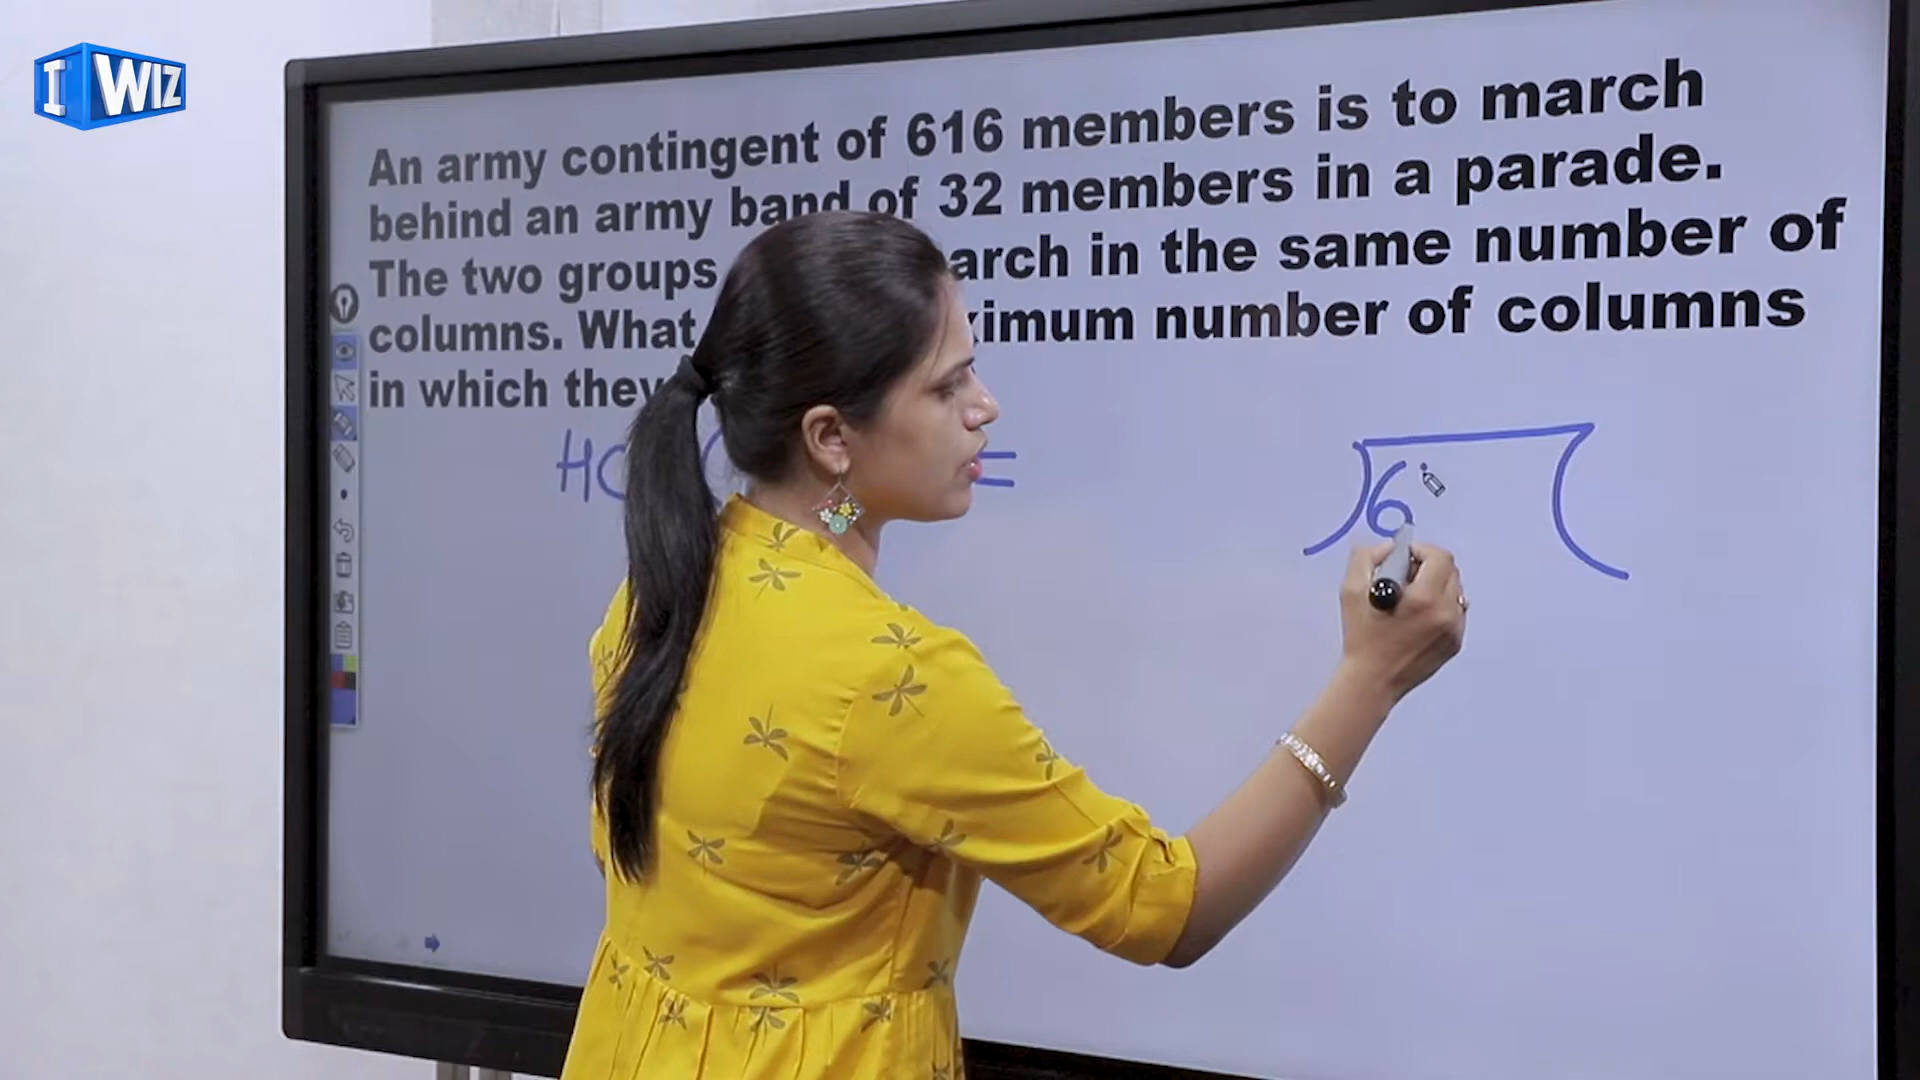 I WIZ
An army contingent of 616 members is to march
behind an army band of 32 members in a parade.
The two groups arch in the same number of
columns. What ximum number of columns
in which they
HC =
6